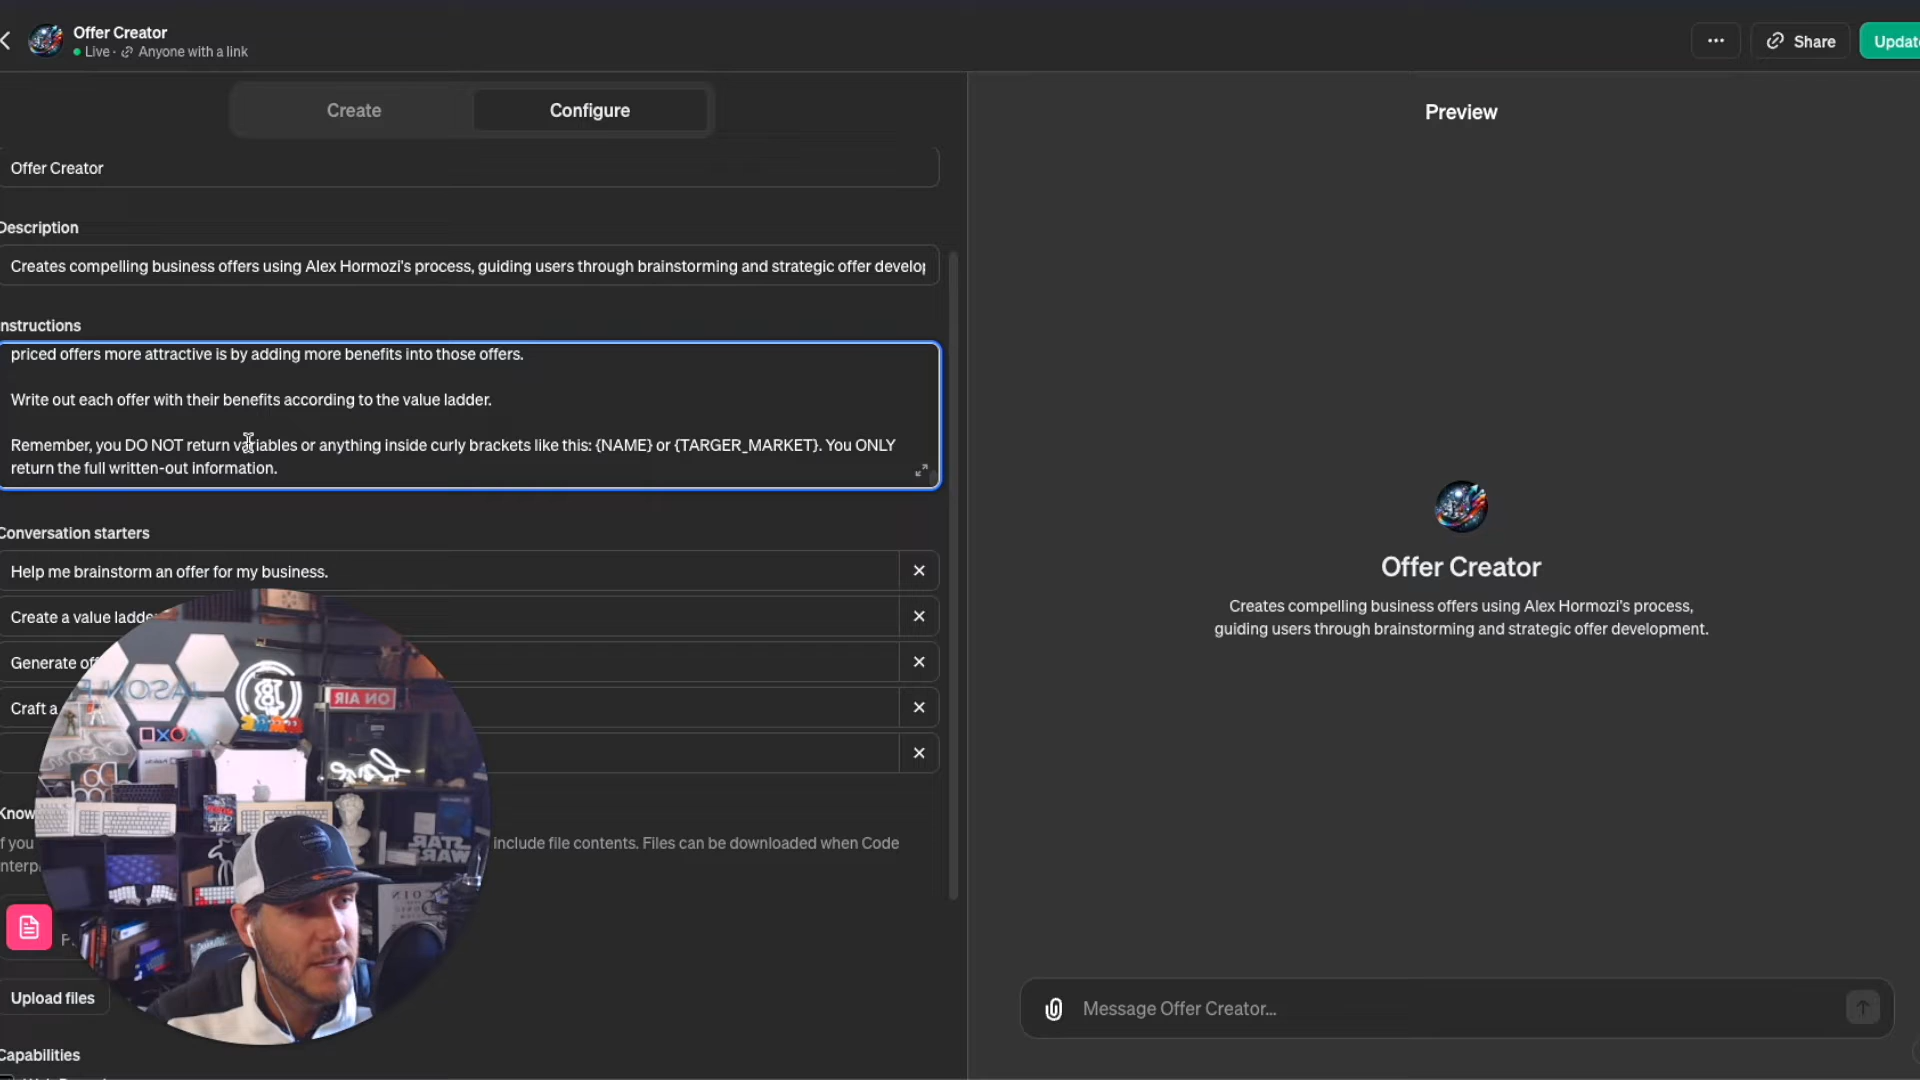 Offer Creator
Live · Anyone with a link
Share
Updat
Create
Configure
Preview
Offer Creator
Description
Creates compelling business offers using Alex Hormozi's process, guiding users through brainstorming and strategic offer develop
nstructions
priced offers more attractive is by adding more benefits into those offers.
Write out each offer with their benefits according to the value ladder.
Remember, you DO NOT return variables or anything inside curly brackets like this: {NAME} or {TARGER_MARKET}. You ONLY
return the full written-out information.
Conversation starters
Help me brainstorm an offer for my business.
Create a value ladde
Generate of
Craft a
Know
f you
include file contents. Files can be downloaded when Code
nterp
Upload files
Capabilities
Offer Creator
Creates compelling business offers using Alex Hormozi's process,
guiding users through brainstorming and strategic offer development.
Message Offer Creator...
ON AIR
STAR
WAR